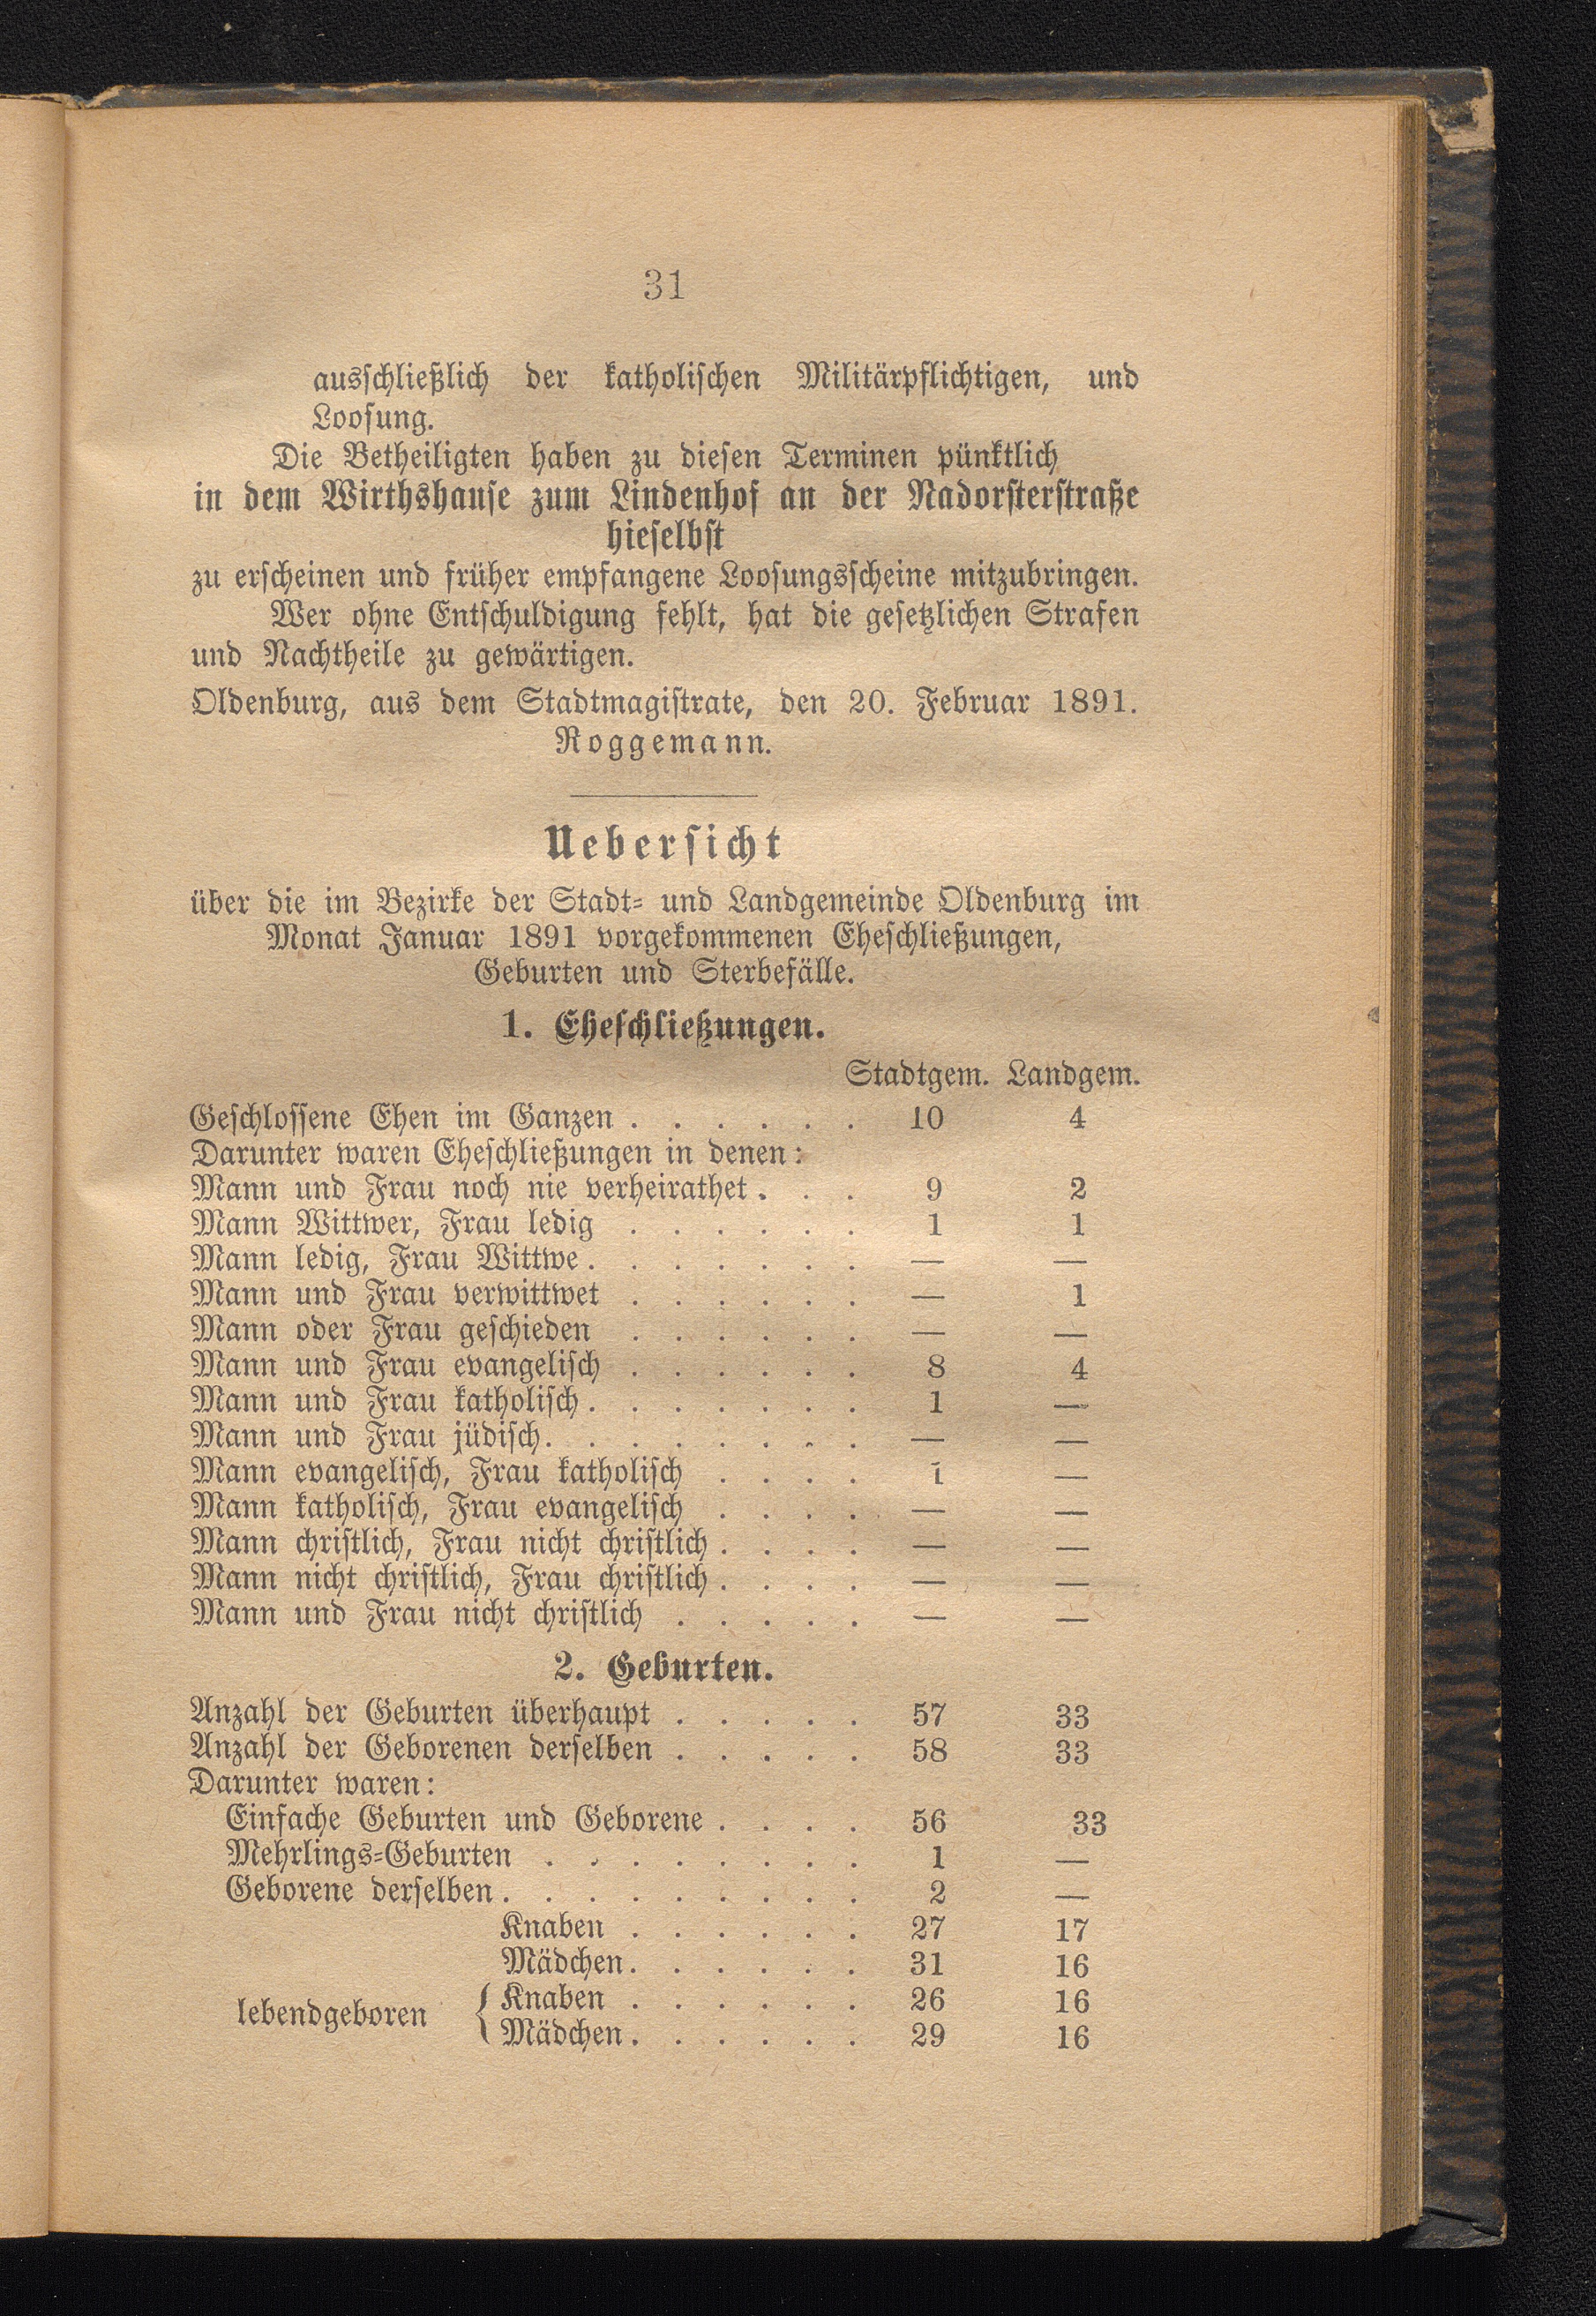 31
ausschließlich der katholischen Militärpflichtigen, und
Loosung.
Die Betheiligten haben zu diesen Terminen pünktlich
in dem Wirthshause zum Lindenhof an der Nadorsterstraße
hieselbst
zu erscheinen und früher empfangene Loosungsscheine mitzubringen.
Wer ohne Entschuldigung fehlt, hat die gesetzlichen Strafen
und Nachtheile zu gewärtigen.
Oldenburg, aus dem Stadtmagistrate, den 20. Februar 1891.
Roggemann.
Uebersicht
über die im Bezirke der Stadt- und Landgemeinde Oldenburg im
Monat Januar 1891 vorgekommenen Eheschließungen,
Geburten und Sterbefälle.
1. Eheschließungen.
Stadtgem. Landgem.
Geschlossene Ehen im Ganzen . . . . . . 10 4
Darunter waren Eheschließungen in denen:
Mann und Frau noch nie verheirathet . . . 9 2
Mann Wittwer, Frau ledig . . . . . . 1 1
Mann ledig, Frau Wittwe . . . . . . . — —
Mann und Frau verwittwet . . . . . . — 1
Mann oder Frau geschieden . . . . . . — —
Mann und Frau evangelisch . . . . . . 8 4
Mann und Frau katholisch . . . . . . . 1 —
Mann und Frau jüdisch . . . . . . . . — —
Mann evangelisch, Frau katholisch . . . . 1 —
Mann katholisch, Frau evangelisch . . . . — —
Mann christlich, Frau nicht christlich . . . . — —
Mann nicht christlich, Frau christlich . . . . — —
Mann und Frau nicht christlich . . . . . — —
2. Geburten.
Anzahl der Geburten überhaupt . . . . . 57 33
Anzahl der Geborenen derselben . . . . . 58 33
Darunter waren:
Einfache Geburten und Geborene . . . . 56 33
Mehrlings-Geburten . . . . . . . . 1 —
Geborene derselben . . . . . . . . . 2 —
Knaben . . . . . . 27 17
Mädchen . . . . . . 31 16
lebendgeboren { Knaben . . . . . . 26 16
Mädchen . . . . . . 29 16